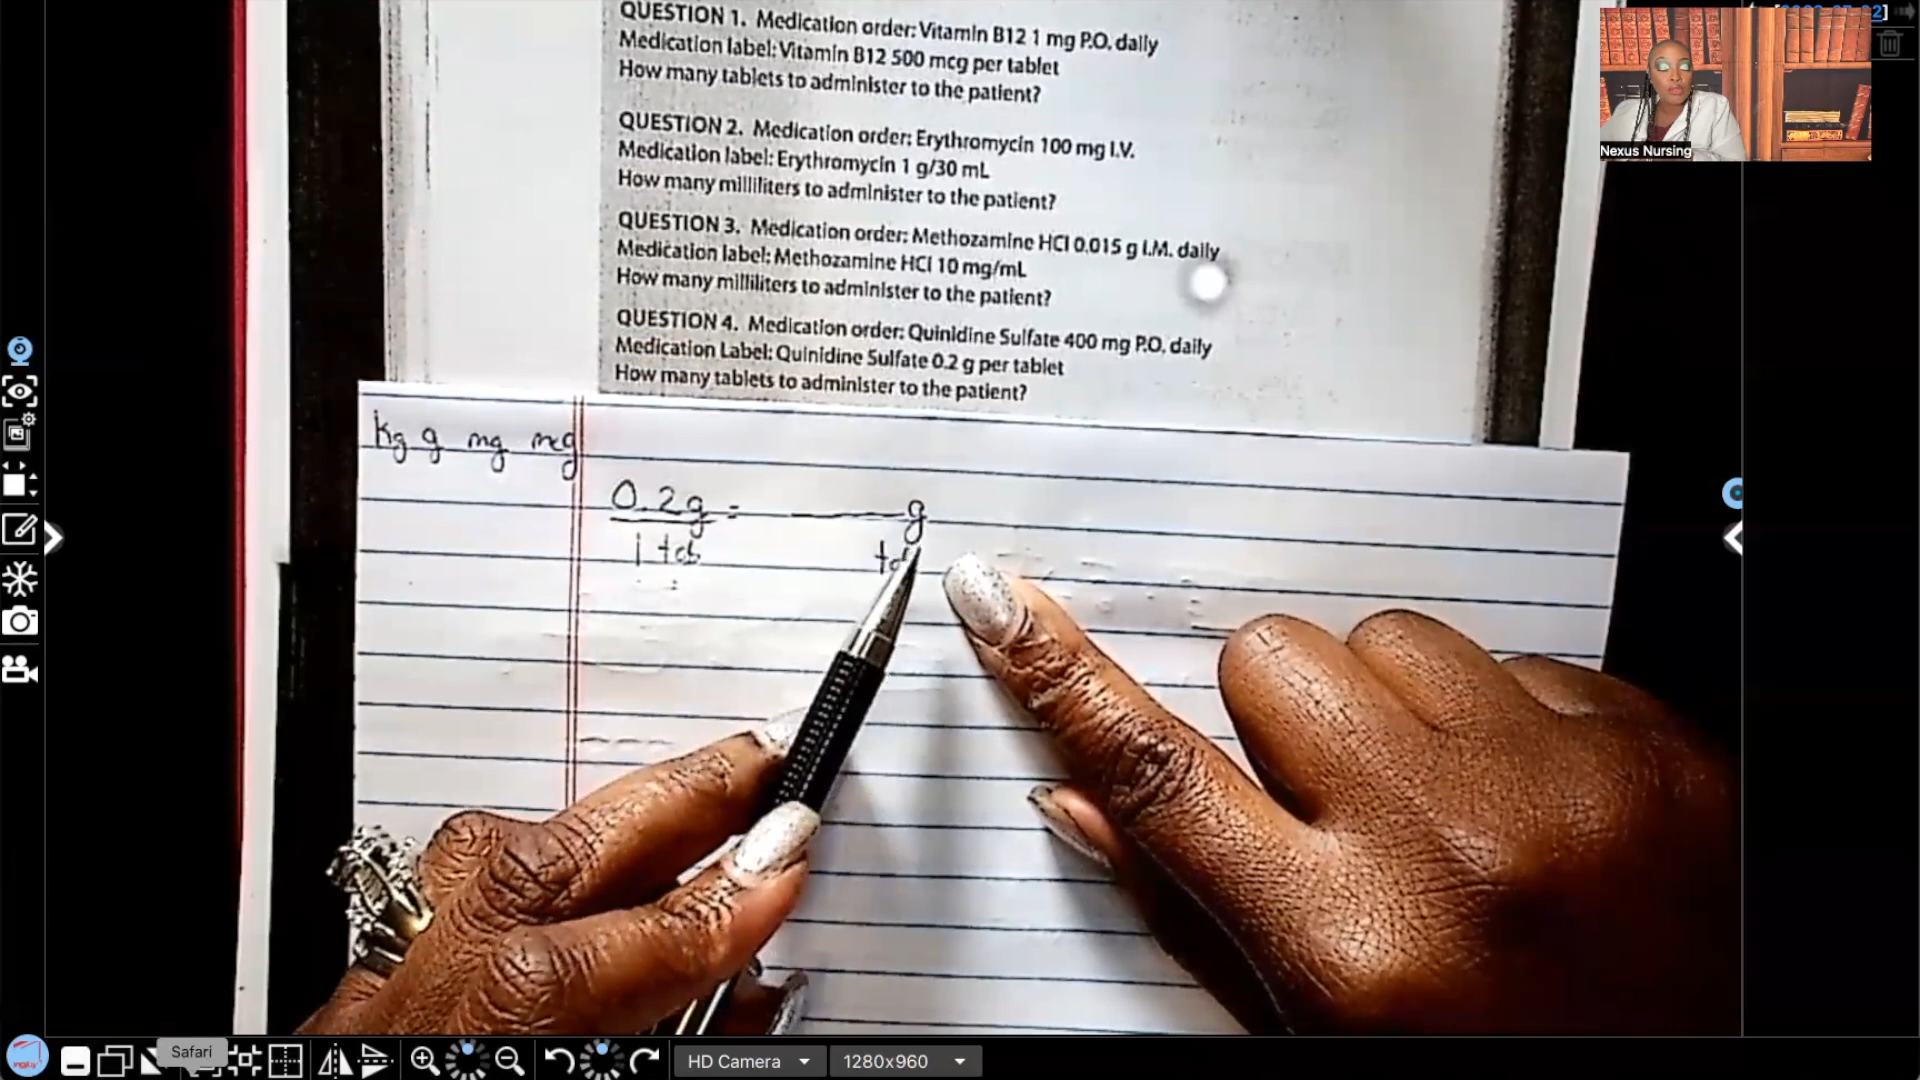 QUESTION 1. Medication order: Vitamin B12 1 mg P.O. daily
Medication label: Vitamin B12 500 mcg per tablet
How many tablets to administer to the patient?
QUESTION 2. Medication order: Erythromycin 100 mg I.V.
Medication label: Erythromycin 1 g/30 mL
How many milliliters to administer to the patient?
QUESTION 3. Medication order: Methozamine HCl 0.015 g I.M. daily
Medication label: Methozamine HCl 10 mg/mL
How many milliliters to administer to the patient?
QUESTION 4. Medication order: Quinidine Sulfate 400 mg P.O. daily
Medication Label: Quinidine Sulfate 0.2 g per tablet
How many tablets to administer to the patient?
Nexus Nursing
kg g mg mcg
0.2g = ____g
1 tab
Safari
HD Camera
1280x960